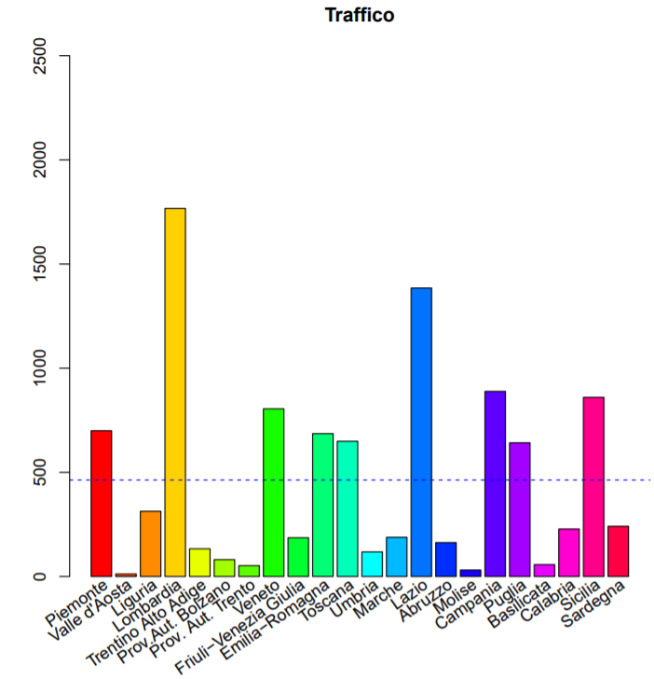 Traffico
2500
2000
1500
1000
500
0
Piemonte
Valle d'Aosta
Liguria
Lombardia
Trentino Alto Adige
Prov. Aut. Bolzano
Prov. Aut. Trento
Veneto
Friuli−Venezia Giulia
Emilia−Romagna
Toscana
Umbria
Marche
Lazio
Abruzzo
Molise
Campania
Puglia
Basilicata
Calabria
Sicilia
Sardegna